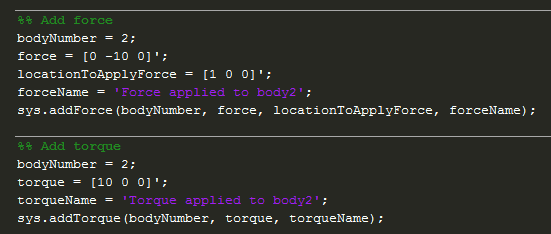 %% Add force
bodyNumber = 2;
force = [0 -10 0]';
locationToApplyForce = [1 0 0]';
forceName = 'Force applied to body2';
sys.addForce(bodyNumber, force, locationToApplyForce, forceName);
%% Add torque
bodyNumber = 2;
torque = [10 0 0]';
torqueName = 'Torque applied to body2';
sys.addTorque(bodyNumber, torque, torqueName);